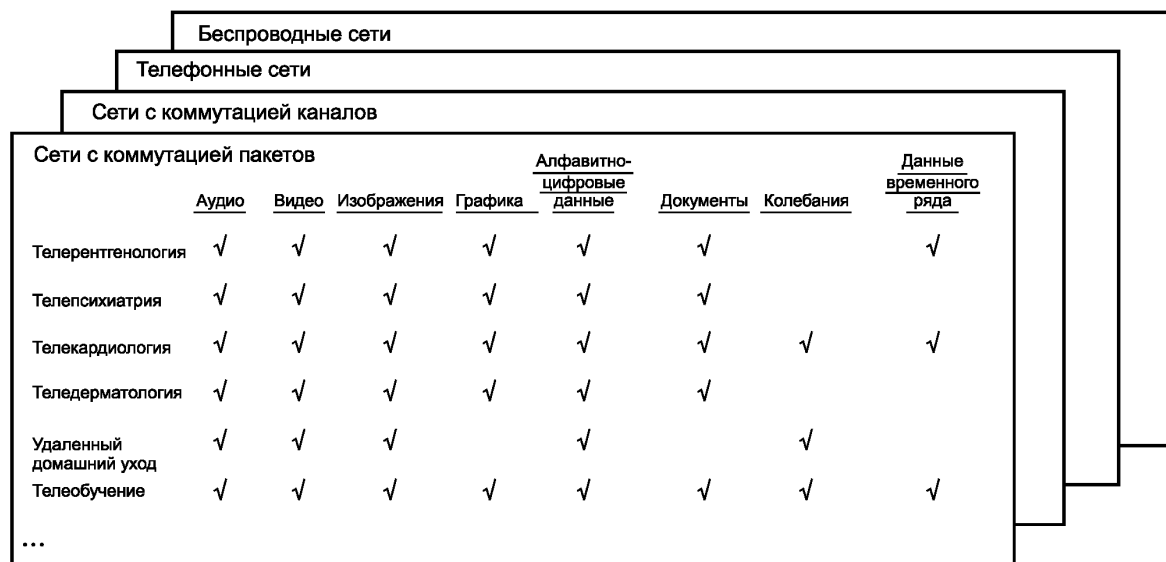 Беспроводные сети
Телефонные сети
Сети с коммутацией каналов
Сети с коммутацией пакетов
Аудио Видео Изображения Графика Алфавитно-
цифровые
данные Документы Колебания Данные
временного
ряда
Телерентгенология √ √ √ √ √ √ √
Телепсихиатрия √ √ √ √ √ √
Телекардиология √ √ √ √ √ √ √ √
Теледерматология √ √ √ √ √ √
Удаленный
домашний уход √ √ √ √ √
Телеобучение √ √ √ √ √ √ √ √
...